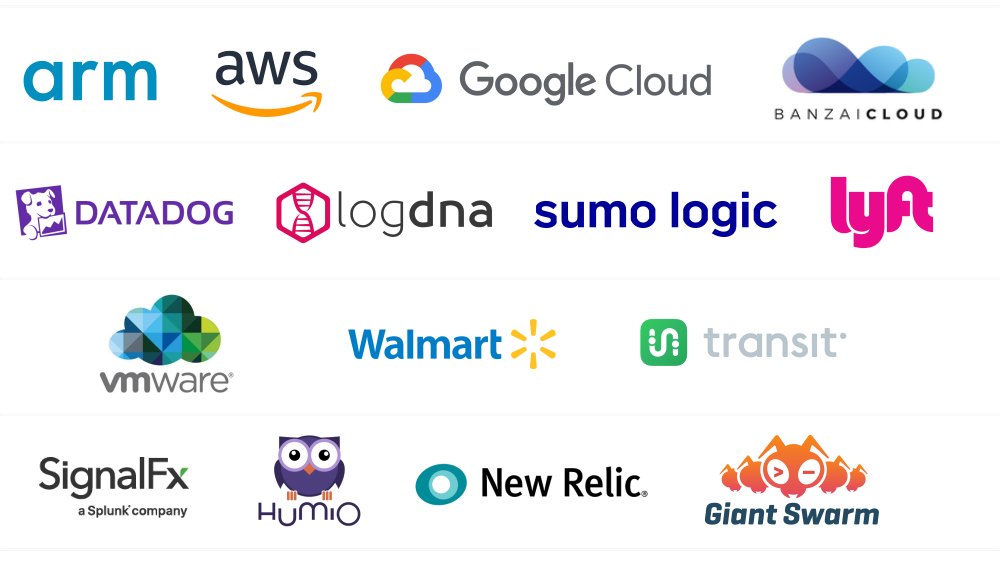 arm
aws
Google Cloud
BANZAICLOUD
DATADOG
logdna
sumo logic
lyft
vmware®
Walmart
transit
SignalFx
a Splunk® company
HUMIO
New Relic®
Giant Swarm